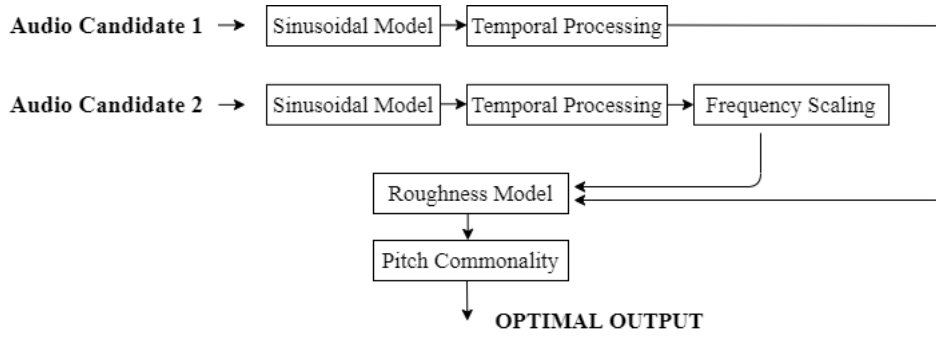 Audio Candidate 1 Sinusoidal Model Temporal Processing
Audio Candidate 2 Sinusoidal Model Temporal Processing Frequency Scaling
Roughness Model
Pitch Commonality
OPTIMAL OUTPUT